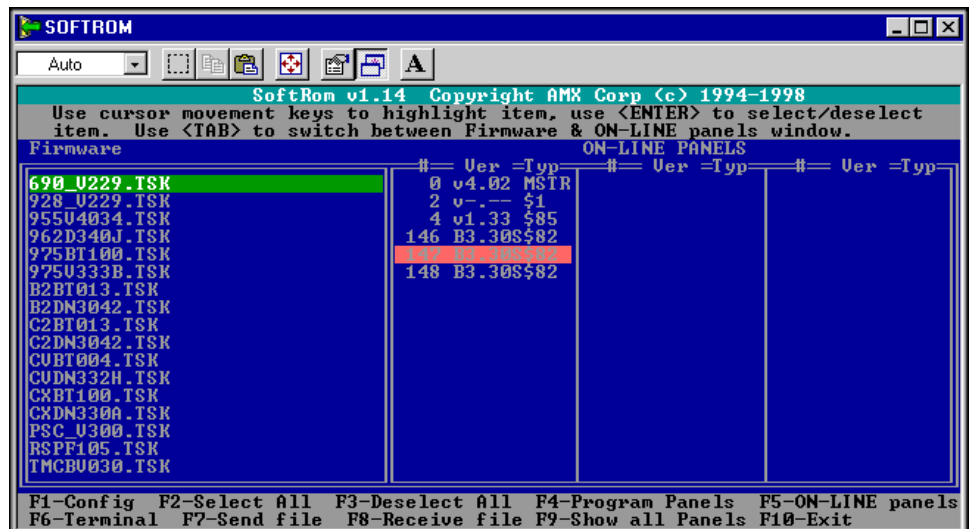 SOFTROM
Auto
A
SoftRom v1.14 Copyright AMX Corp (c) 1994-1998
Use cursor movement keys to highlight item, use <ENTER> to select/deselect
item. Use <TAB> to switch between Firmware & ON-LINE panels window.
Firmware ON-LINE PANELS
#== Ver =Typ #== Ver =Typ #== Ver =Typ
690_V229.TSK 0 v4.02 MSTR
928_V229.TSK 2 v-.-- $1
955V4034.TSK 4 v1.33 $85
962D340J.TSK 146 B3.30S$82
975BT100.TSK 147 B3.30S$82
975V333B.TSK 148 B3.30S$82
B2BT013.TSK
B2DN3042.TSK
C2BT013.TSK
C2DN3042.TSK
CVBT004.TSK
CVDN332H.TSK
CXBT100.TSK
CXDN330A.TSK
PSC_V300.TSK
RSPF105.TSK
TMCBV030.TSK
F1-Config F2-Select All F3-Deselect All F4-Program Panels F5-ON-LINE panels
F6-Terminal F7-Send file F8-Receive file F9-Show all Panels F10-Exit